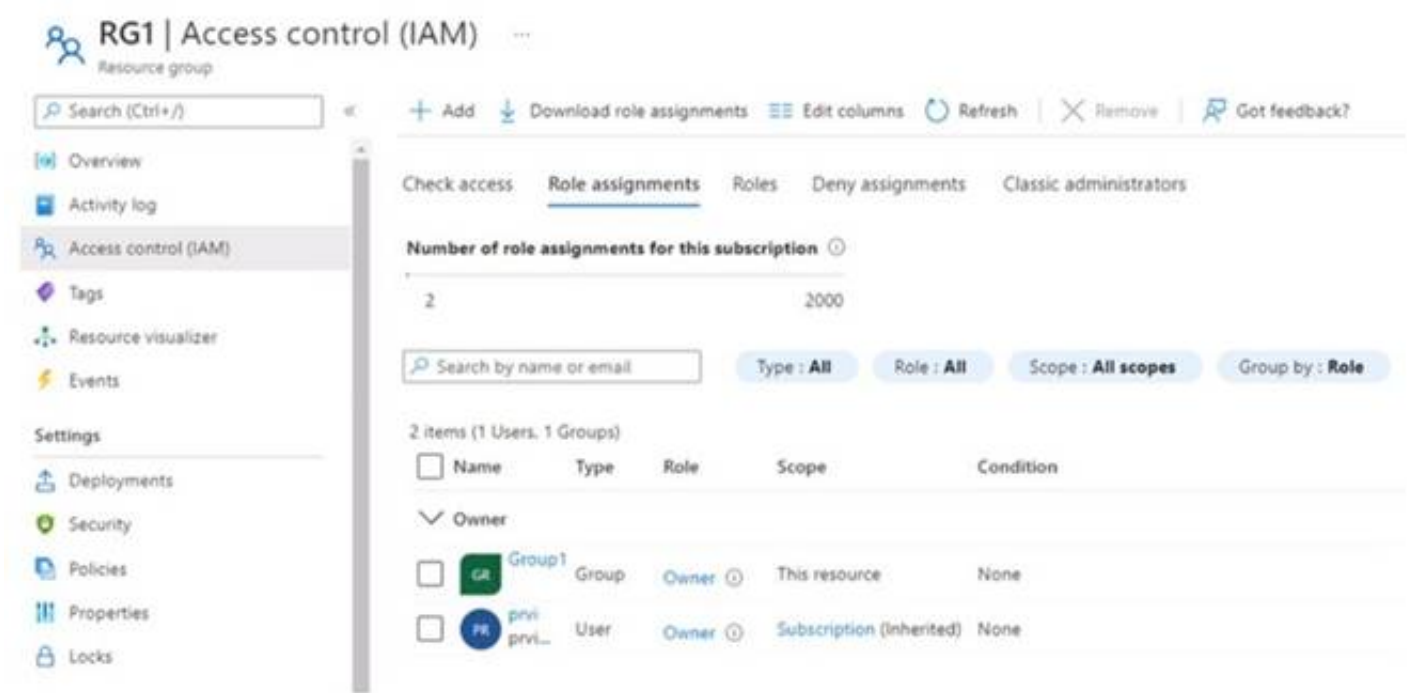 RG1 | Access control (IAM) ...
Resource group
Search (Ctrl+/)
«
Add
Download role assignments
Edit columns
Refresh
Remove
Got feedback?
Overview
Activity log
Access control (IAM)
Tags
Resource visualizer
Events
Settings
Deployments
Security
Policies
Properties
Locks
Check access Role assignments Roles Deny assignments Classic administrators
Number of role assignments for this subscription
2 2000
Search by name or email Type : All Role : All Scope : All scopes Group by : Role
2 items (1 Users, 1 Groups)
Name Type Role Scope Condition
Owner
GR Group1 Group Owner This resource None
PR prvi User Owner Subscription (Inherited) None
prvi...